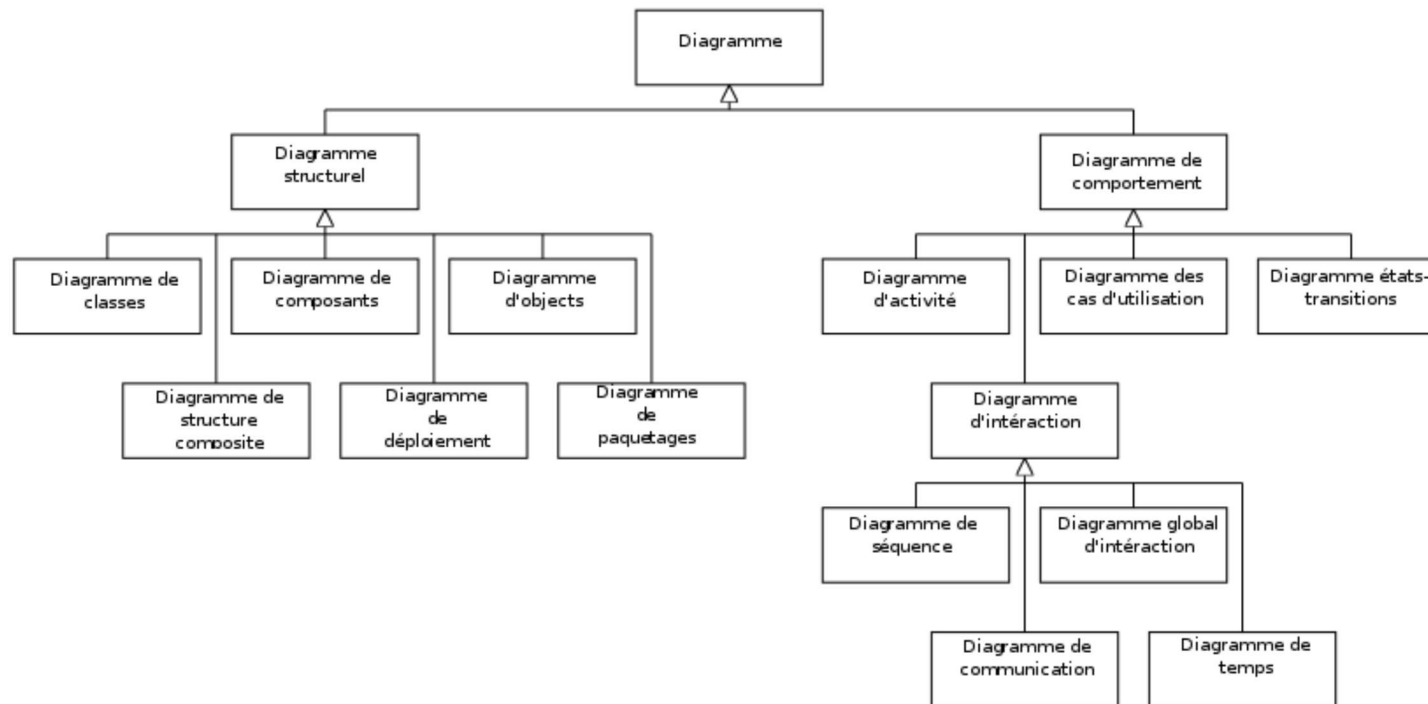 Diagramme
Diagramme
structurel
Diagramme de
comportement
Diagramme de
classes
Diagramme de
composants
Diagramme
d'objects
Diagramme
d'activité
Diagramme des
cas d'utilisation
Diagramme états-
transitions
Diagramme de
structure
composite
Diagramme
de
déploiement
Diagramme
de
paquetages
Diagramme
d'intéraction
Diagramme de
séquence
Diagramme global
d'intéraction
Diagramme de
communication
Diagramme de
temps